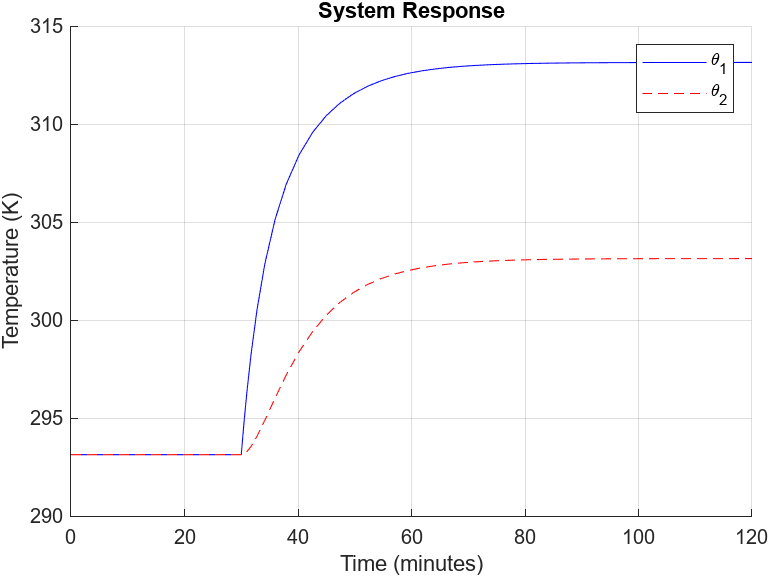 System Response
315
310
305
300
295
290
Temperature (K)
θ1
θ2
0 20 40 60 80 100 120
Time (minutes)